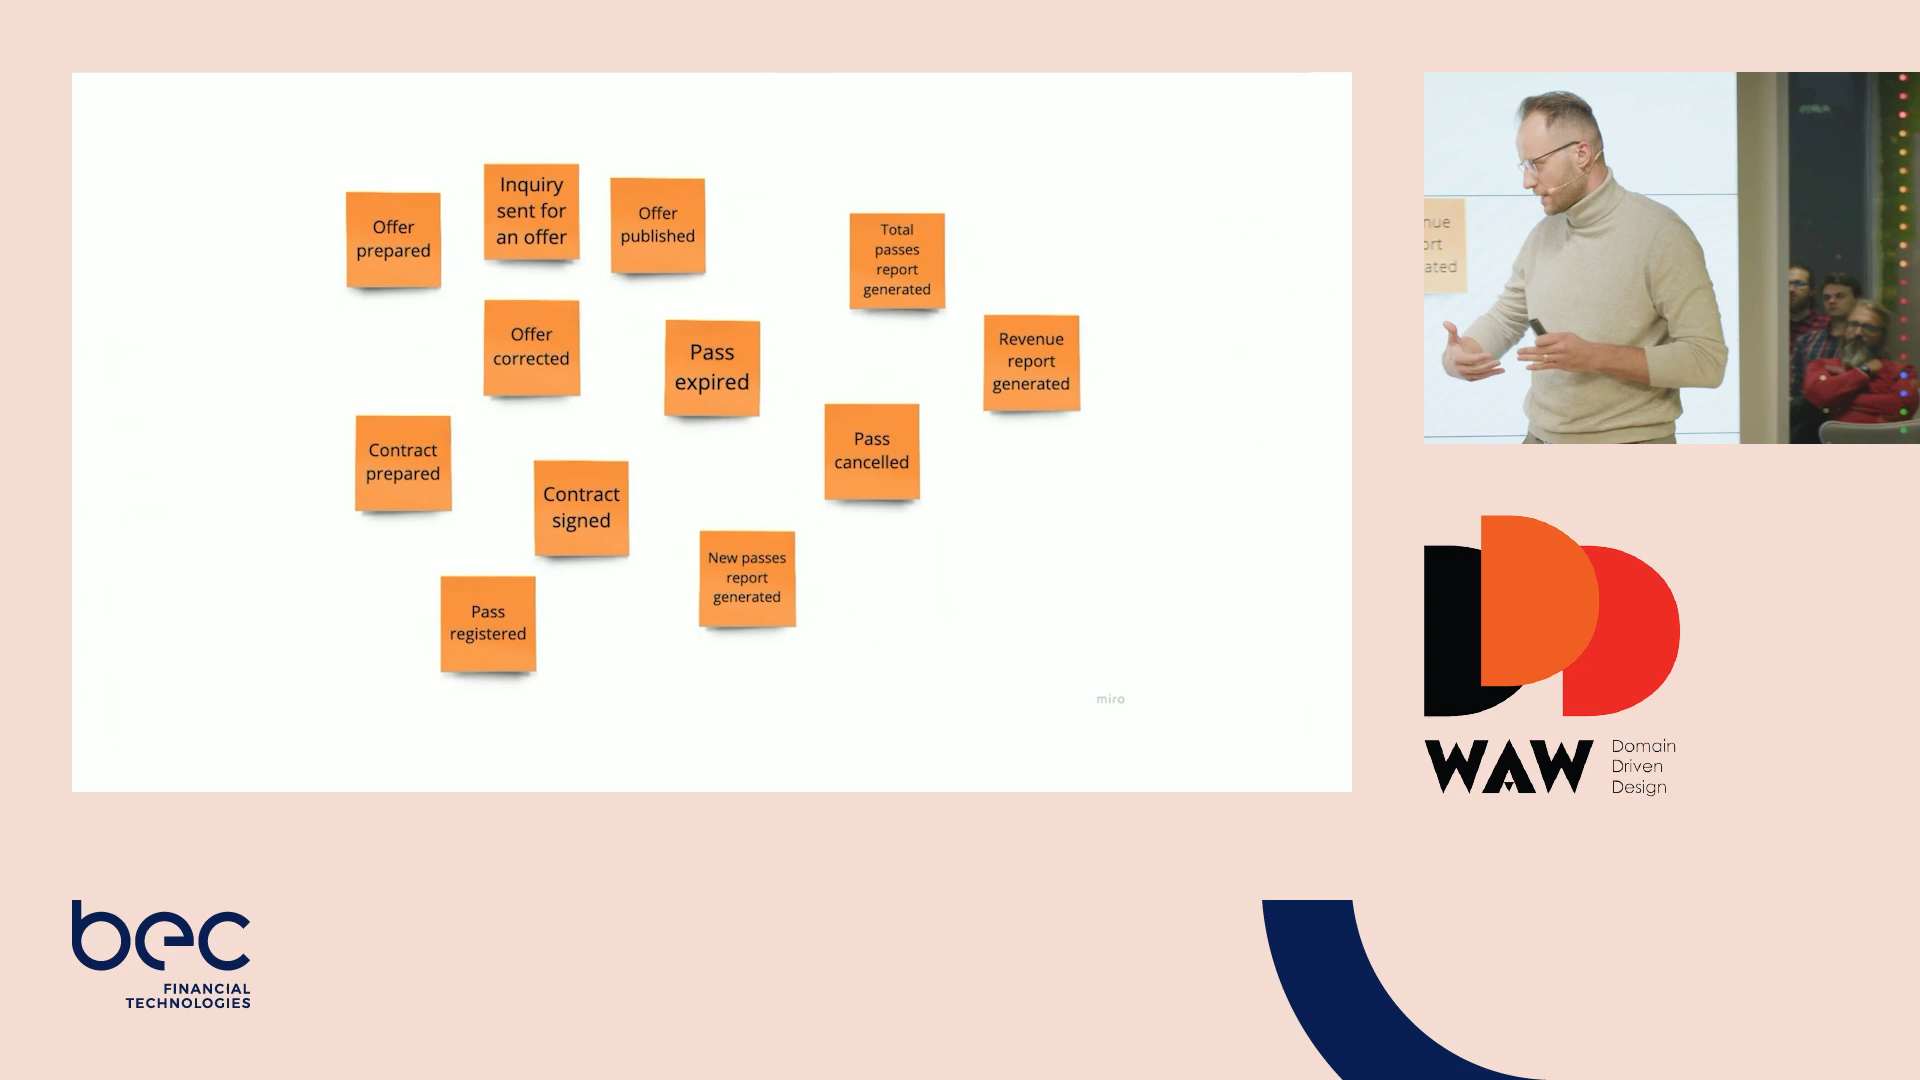 Offer
prepared
Inquiry
sent for
an offer
Offer
published
Total
passes
report
generated
Offer
corrected
Pass
expired
Revenue
report
generated
Contract
prepared
Pass
cancelled
Contract
signed
New passes
report
generated
Pass
registered
miro
nue
ort
ated
WAW
Domain
Driven
Design
bec
FINANCIAL
TECHNOLOGIES